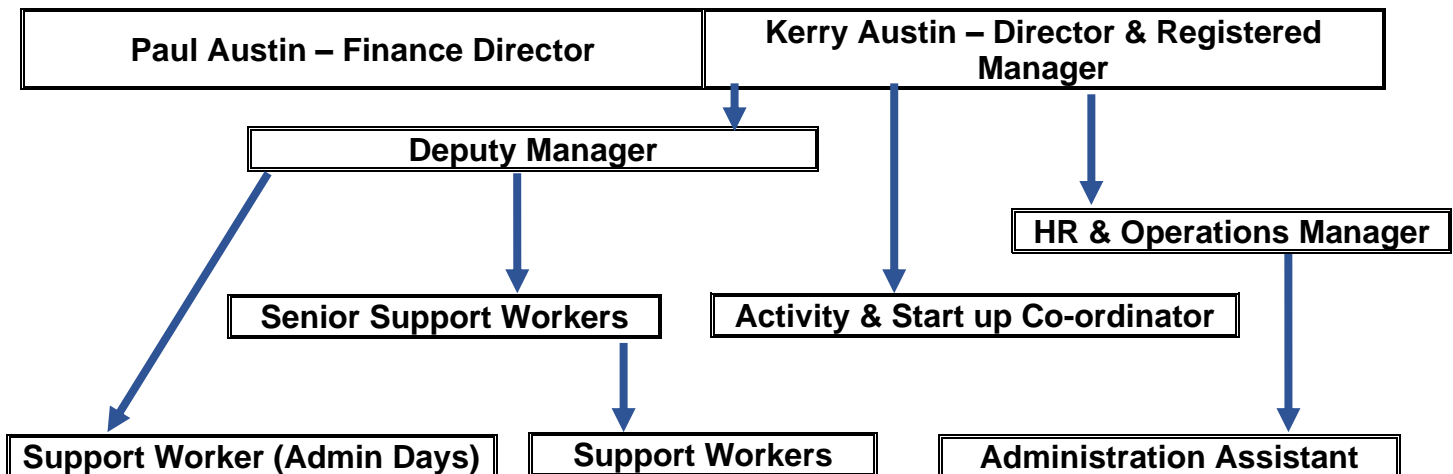 Paul Austin – Finance Director
Kerry Austin – Director & Registered
Manager
Deputy Manager
HR & Operations Manager
Senior Support Workers
Activity & Start up Co-ordinator
Support Worker (Admin Days)
Support Workers
Administration Assistant